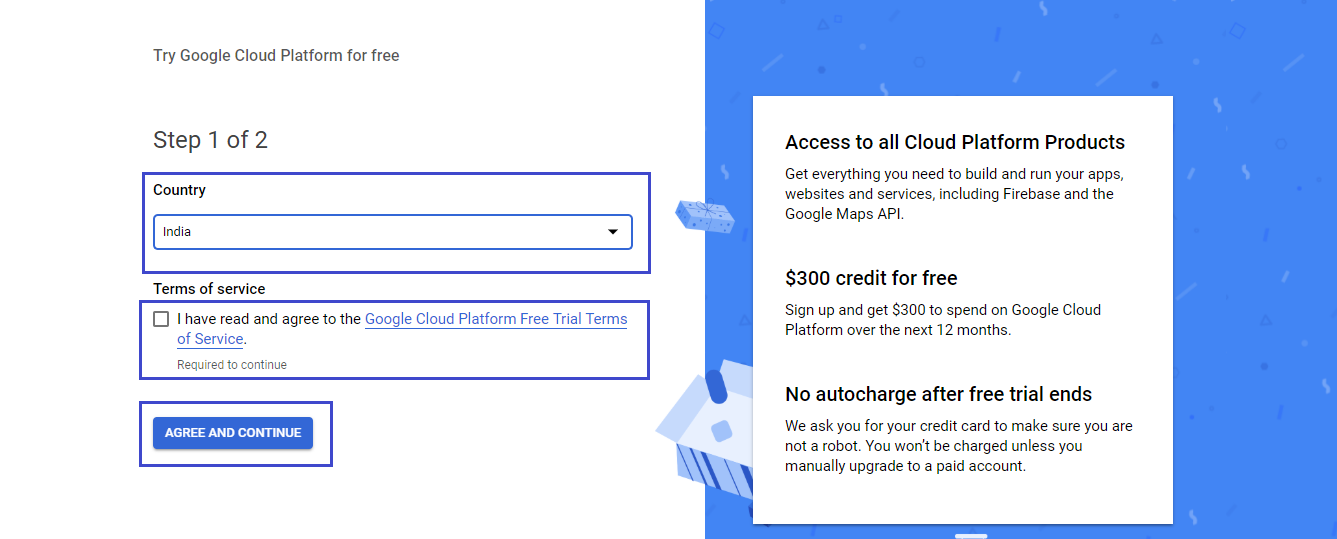 Try Google Cloud Platform for free
Step 1 of 2
Country
India
Terms of service
I have read and agree to the Google Cloud Platform Free Trial Terms
of Service.
Required to continue
AGREE AND CONTINUE
Access to all Cloud Platform Products
Get everything you need to build and run your apps,
websites and services, including Firebase and the
Google Maps API.
$300 credit for free
Sign up and get $300 to spend on Google Cloud
Platform over the next 12 months.
No autocharge after free trial ends
We ask you for your credit card to make sure you are
not a robot. You won’t be charged unless you
manually upgrade to a paid account.